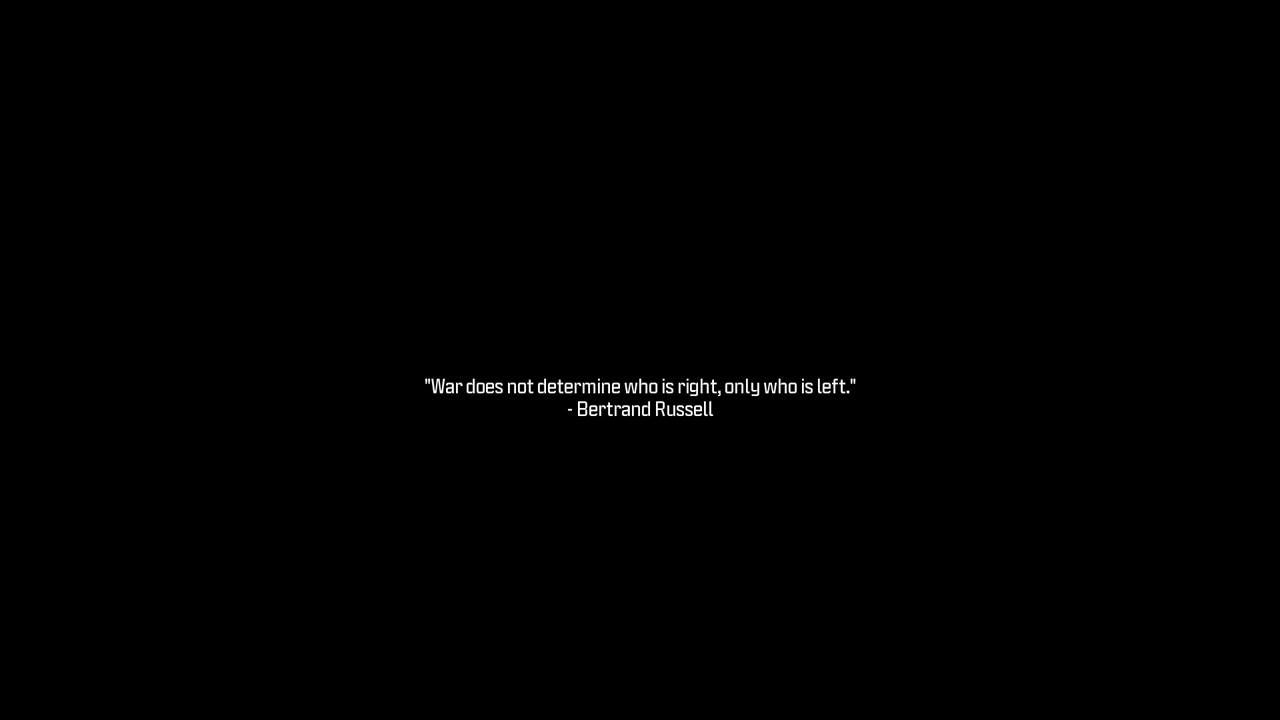 "War does not determine who is right, only who is left."
- Bertrand Russell